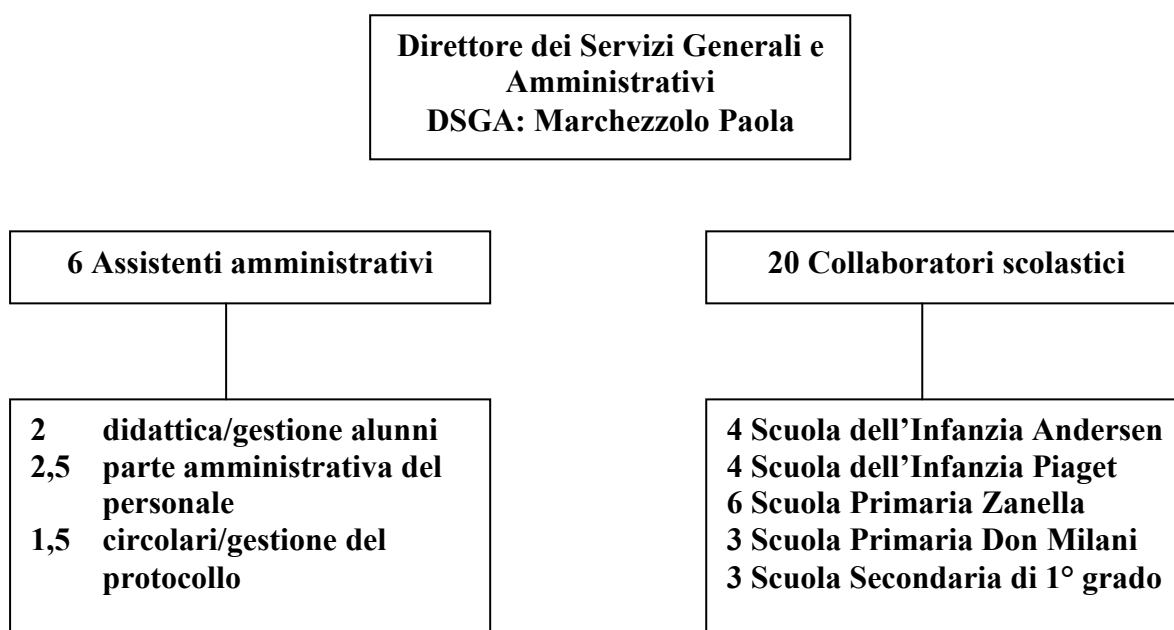 Direttore dei Servizi Generali e
Amministrativi
DSGA: Marchezzolo Paola
6 Assistenti amministrativi
20 Collaboratori scolastici
2 didattica/gestione alunni
2,5 parte amministrativa del
personale
1,5 circolari/gestione del
protocollo
4 Scuola dell’Infanzia Andersen
4 Scuola dell’Infanzia Piaget
6 Scuola Primaria Zanella
3 Scuola Primaria Don Milani
3 Scuola Secondaria di 1° grado